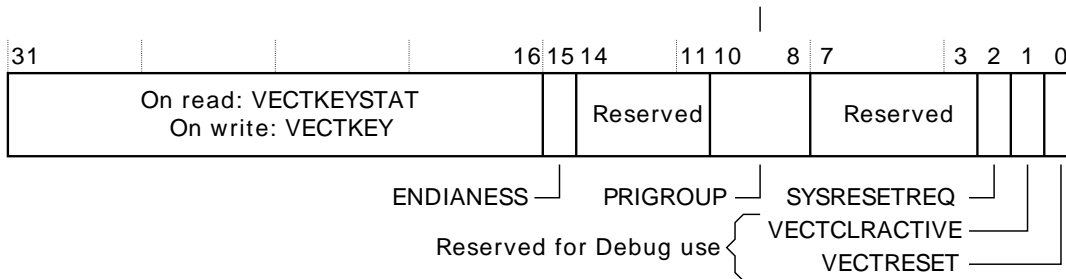 31 16 15 14 11 10 8 7 3 2 1 0
On read: VECTKEYSTAT
On write: VECTKEY
Reserved Reserved
ENDIANESS PRIGROUP SYSRESETREQ
VECTCLRACTIVE
Reserved for Debug use
VECTRESET